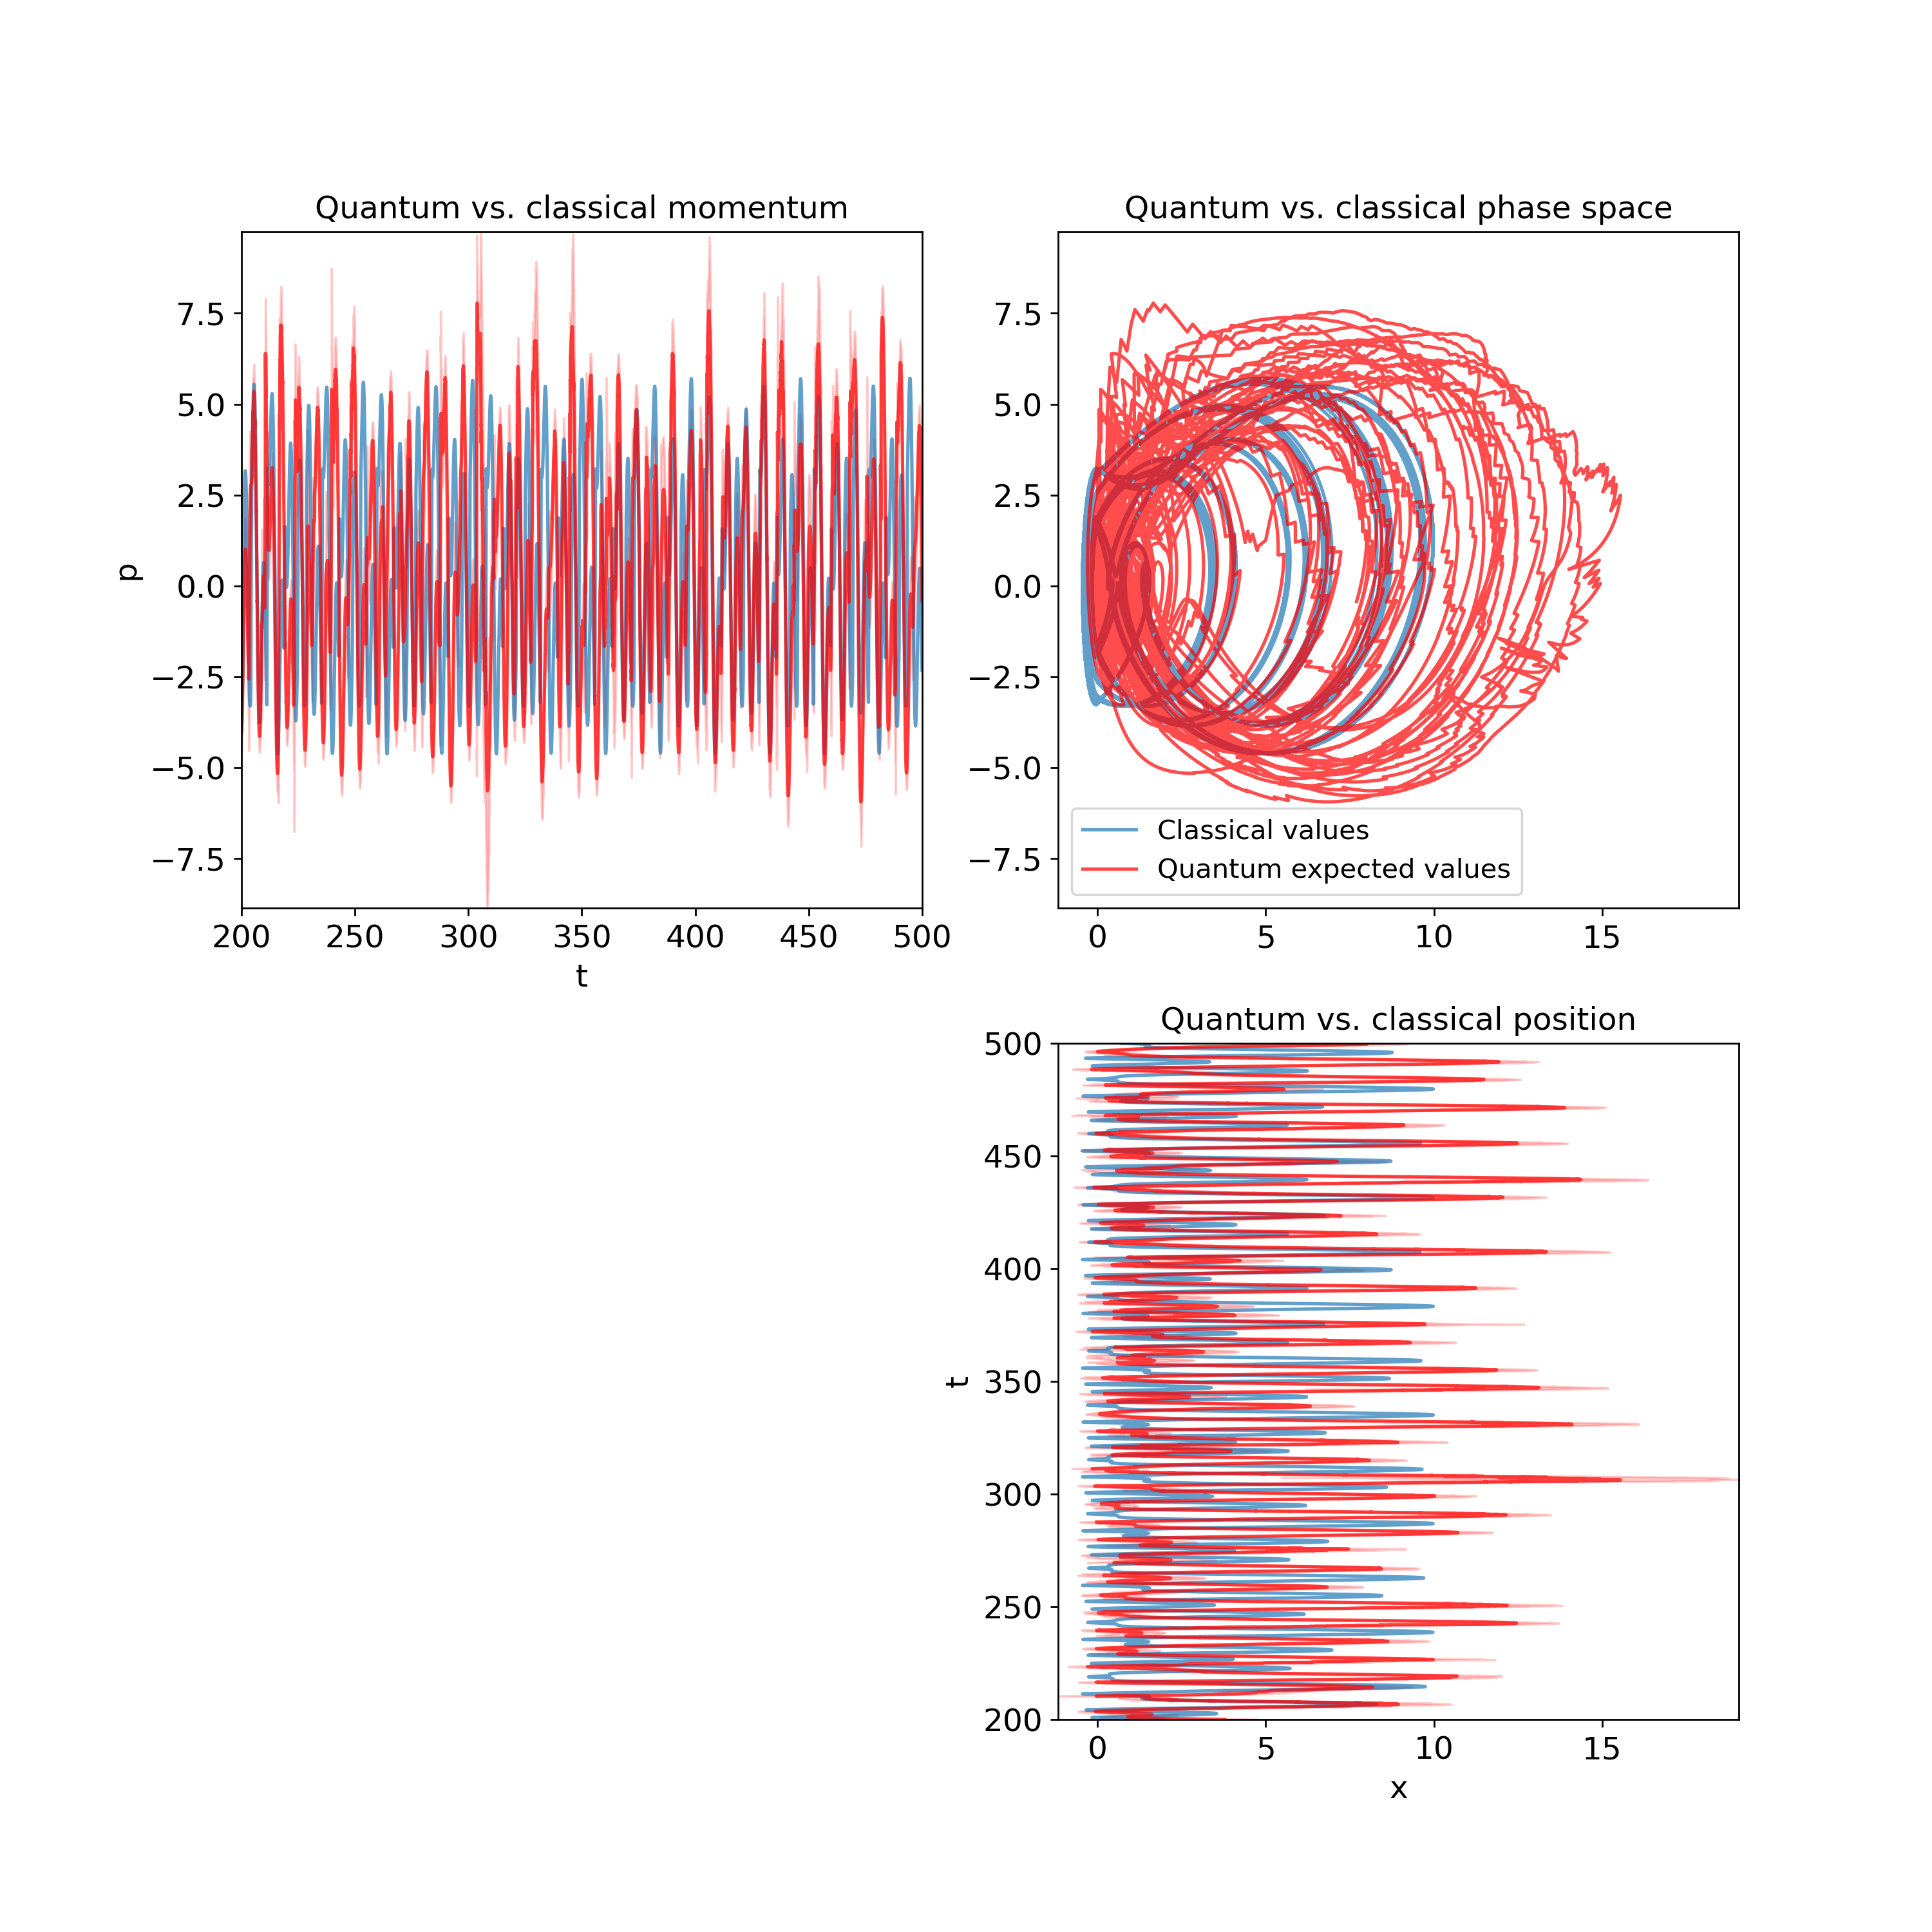 Quantum vs. classical momentum
7.5
5.0
2.5
0.0
−2.5
−5.0
−7.5
p
200 250 300 350 400 450 500
t
Quantum vs. classical phase space
7.5
5.0
2.5
0.0
−2.5
−5.0
−7.5
Classical values
Quantum expected values
0 5 10 15
Quantum vs. classical position
500
450
400
350
300
250
200
t
0 5 10 15
x